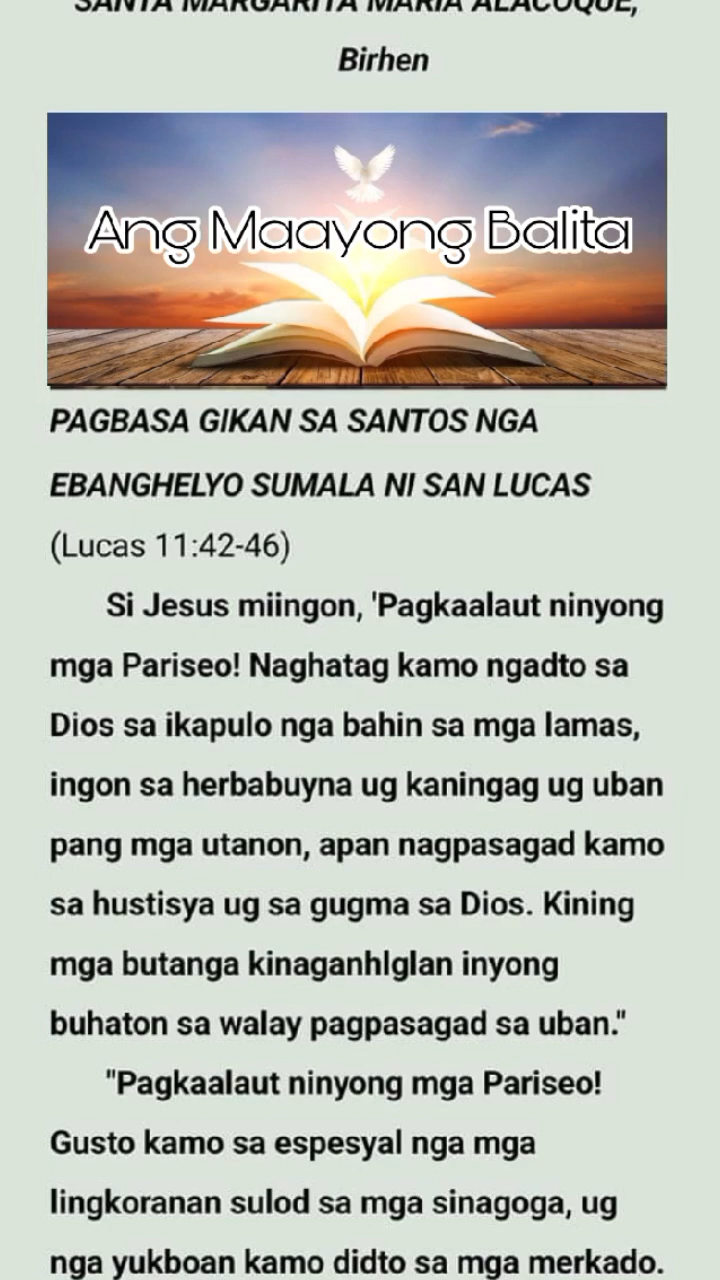 SANTA MARGARITA MARIA ALACOQUE,
Birhen
Ang Maayong Balita
PAGBASA GIKAN SA SANTOS NGA
EBANGHELYO SUMALA NI SAN LUCAS
(Lucas 11:42-46)
Si Jesus miingon, 'Pagkaalaut ninyong
mga Pariseo! Naghatag kamo ngadto sa
Dios sa ikapulo nga bahin sa mga lamas,
ingon sa herbabuyna ug kaningag ug uban
pang mga utanon, apan nagpasagad kamo
sa hustisya ug sa gugma sa Dios. Kining
mga butanga kinaganhlglan inyong
buhaton sa walay pagpasagad sa uban."
"Pagkaalaut ninyong mga Pariseo!
Gusto kamo sa espesyal nga mga
lingkoranan sulod sa mga sinagoga, ug
nga yukboan kamo didto sa mga merkado.